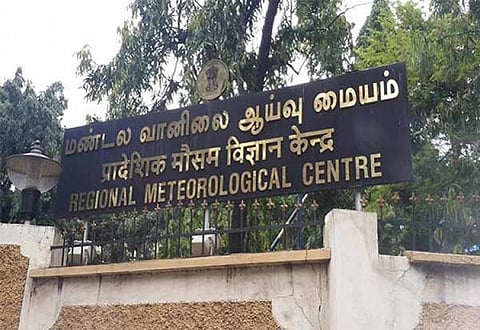 மண்டல வானிலை ஆய்வு மையம்
प्रादेशिक मौसम विज्ञान केन्द्र
REGIONAL METEOROLOGICAL CENTRE